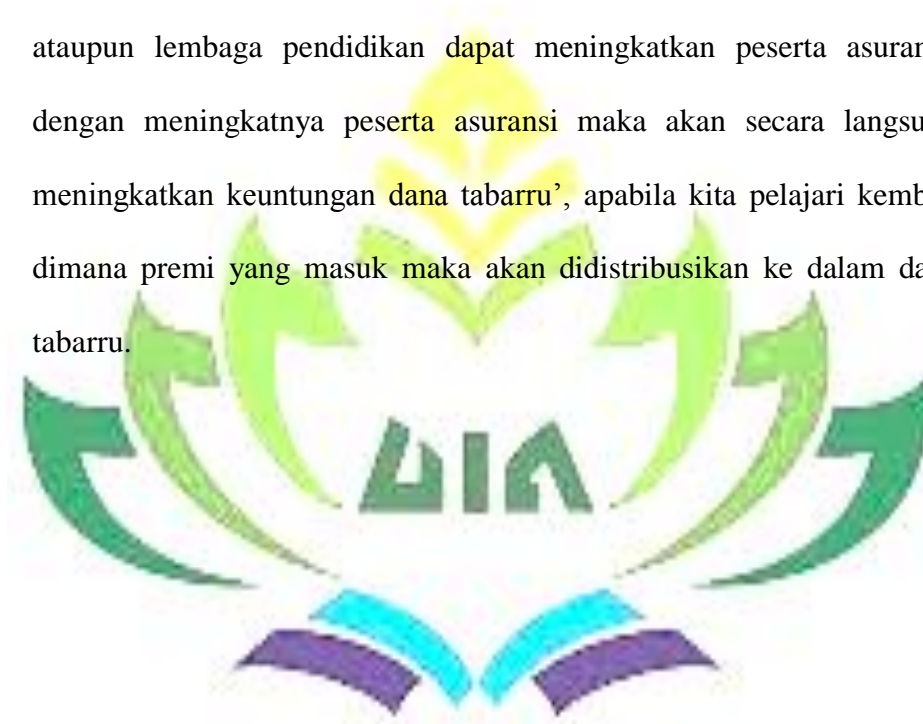 ataupun lembaga pendidikan dapat meningkatkan peserta asuran
dengan meningkatnya peserta asuransi maka akan secara langsu
meningkatkan keuntungan dana tabarru’, apabila kita pelajari kemb
dimana premi yang masuk maka akan didistribusikan ke dalam da
tabarru.
UIN